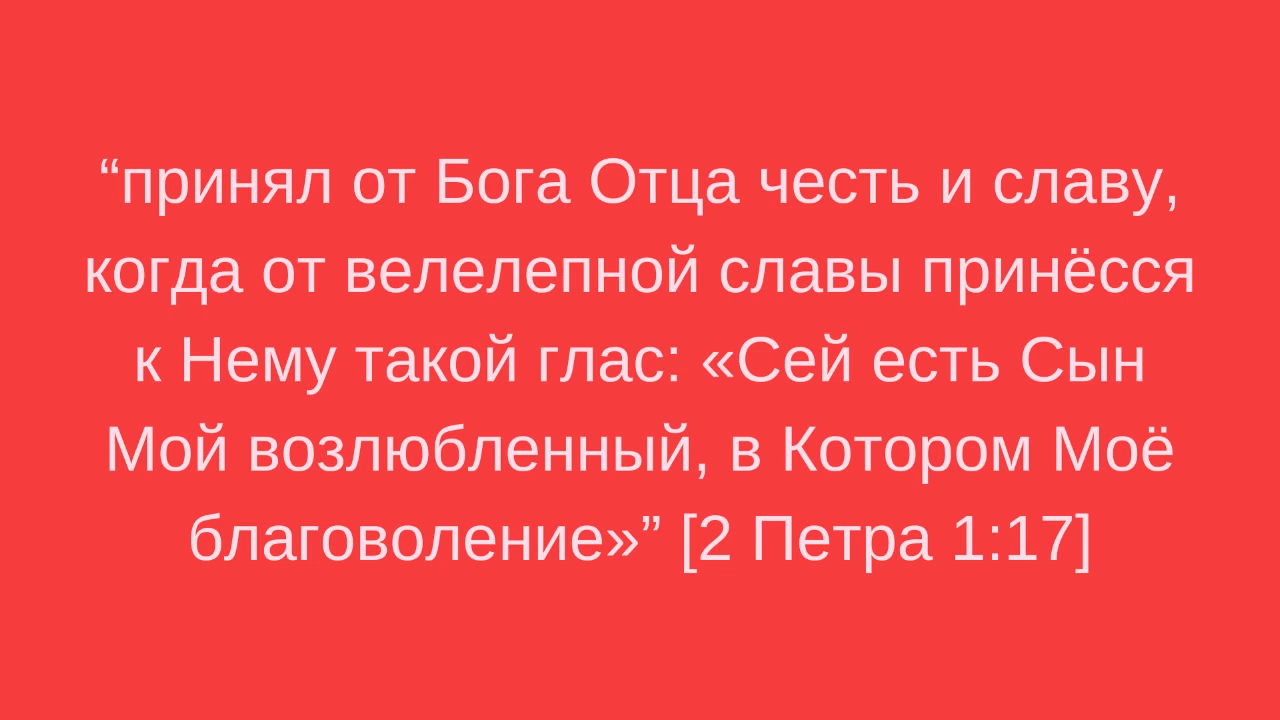 “принял от Бога Отца честь и славу,
когда от велелепной славы принёсся
к Нему такой глас: «Сей есть Сын
Мой возлюбленный, в Котором Моё
благоволение»” [2 Петра 1:17]